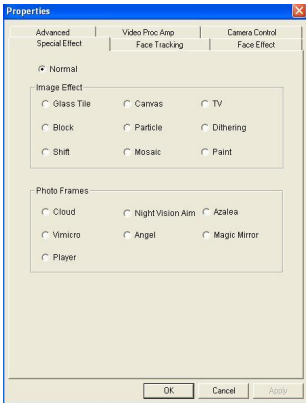 Properties
Advanced Video Proc Amp Camera Control
Special Effect Face Tracking Face Effect
Normal
Image Effect
Glass Tile Canvas TV
Block Particle Dithering
Shift Mosaic Paint
Photo Frames
Cloud Night Vision Aim Azalea
Vimicro Angel Magic Mirror
Player
OK Cancel Apply